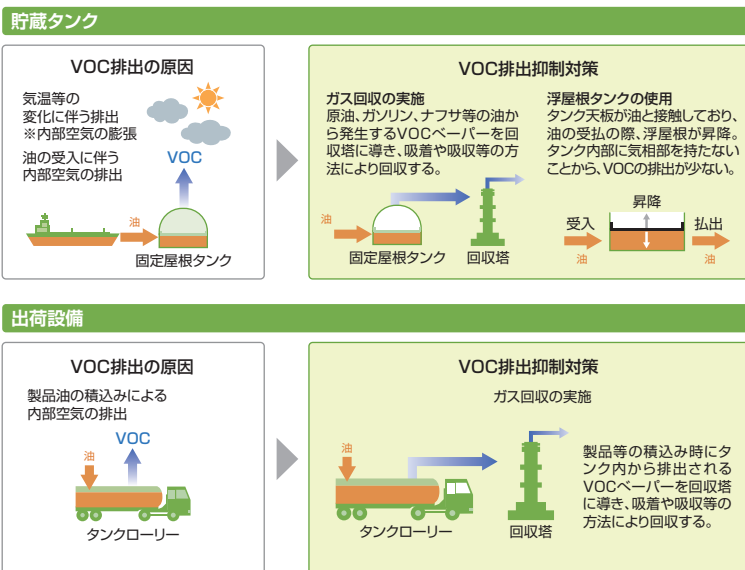 貯蔵タンク
VOC排出の原因
気温等の
変化に伴う排出
※内部空気の膨張
油の受入に伴う
内部空気の排出
VOC
油
固定屋根タンク
VOC排出抑制対策
ガス回収の実施
原油、ガソリン、ナフサ等の油か
ら発生するVOCベーパーを回
収塔に導き、吸着や吸収等の方
法により回収する。
油
固定屋根タンク
回収塔
浮屋根タンクの使用
タンク天板が油と接触しており、
油の受払の際、浮屋根が昇降。
タンク内部に気相部を持たない
ことから、VOCの排出が少ない。
昇降
受入
払出
油
油
出荷設備
VOC排出の原因
製品油の積込みによる
内部空気の排出
VOC
油
タンクローリー
VOC排出抑制対策
ガス回収の実施
油
タンクローリー
回収塔
製品等の積込み時にタ
ンク内から排出される
VOCベーパーを回収塔
に導き、吸着や吸収等の
方法により回収する。